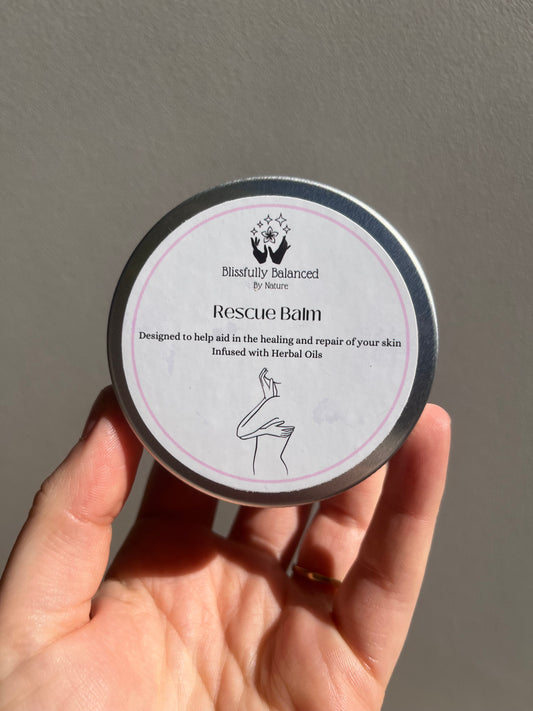 Blissfully Balanced
By Nature
Rescue Balm
Designed to help aid in the healing and repair of your skin
Infused with Herbal Oils